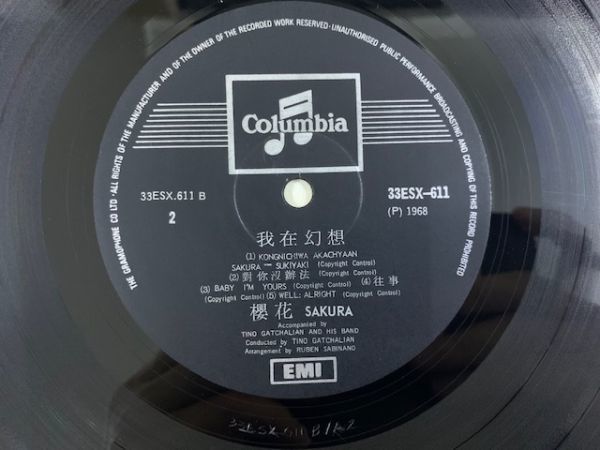 THE GRAMOPHONE CO LTD · ALL RIGHTS OF THE MANUFACTURER AND OF THE OWNER OF THE RECORDED WORK RESERVED · UNAUTHORISED PUBLIC PERFORMANCE BROADCASTING AND COPYING OF THIS RECORD PROHIBITED
Columbia
33ESX.611 B
2
33ESX-611
(P) 1968
我在幻想
(1) KONGNICHIWA AKACHYAAN
SAKURA SUKIYAKI (Copyright Control)
(2) 對你沒辦法 (Copyright Control)
(3) BABY I'M YOURS (Copyright Control) (4) 往事
(Copyright Control) (5) WELL: ALRIGHT (Copyright Control)
櫻花 SAKURA
Accompanied by
TINO GATCHALIAN AND HIS BAND
Conducted by TINO GATCHALIAN
Arrangement by RUBEN SABINANO
EMI
33ESX 611 B/A2